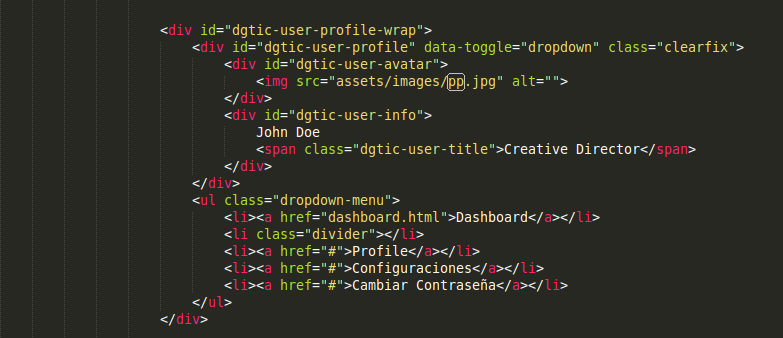 <div id="dgtic-user-profile-wrap">
<div id="dgtic-user-profile" data-toggle="dropdown" class="clearfix">
<div id="dgtic-user-avatar">
<img src="assets/images/pp.jpg" alt="">
</div>
<div id="dgtic-user-info">
John Doe
<span class="dgtic-user-title">Creative Director</span>
</div>
</div>
<ul class="dropdown-menu">
<li><a href="dashboard.html">Dashboard</a></li>
<li class="divider"></li>
<li><a href="#">Profile</a></li>
<li><a href="#">Configuraciones</a></li>
<li><a href="#">Cambiar Contraseña</a></li>
</ul>
</div>